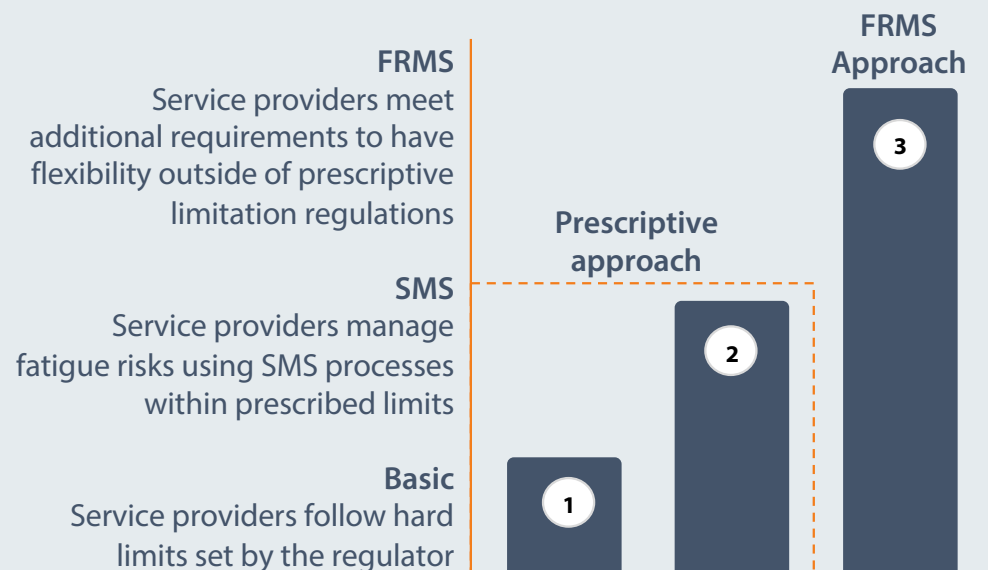 FRMS
Service providers meet
additional requirements to have
flexibility outside of prescriptive
limitation regulations
SMS
Service providers manage
fatigue risks using SMS processes
within prescribed limits
Basic
Service providers follow hard
limits set by the regulator
Prescriptive
approach
FRMS
Approach
1
2
3